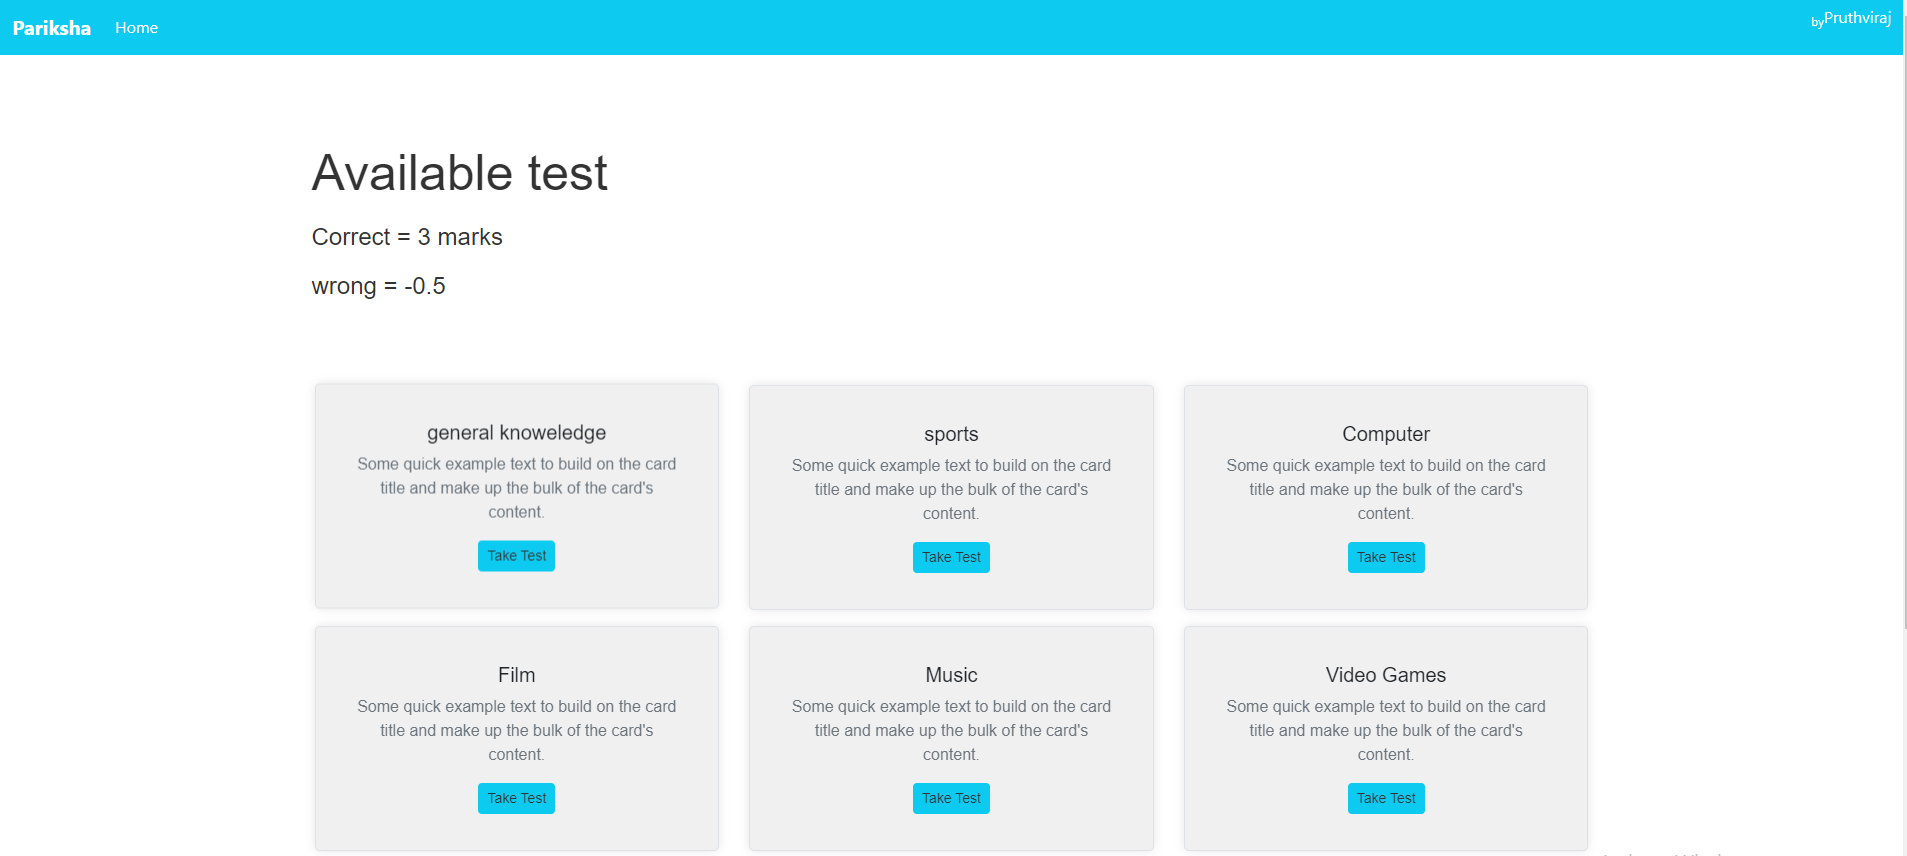 Pariksha Home byPruthviraj
Available test
Correct = 3 marks
wrong = -0.5
general knoweledge
Some quick example text to build on the card
title and make up the bulk of the card's
content.
Take Test
sports
Some quick example text to build on the card
title and make up the bulk of the card's
content.
Take Test
Computer
Some quick example text to build on the card
title and make up the bulk of the card's
content.
Take Test
Film
Some quick example text to build on the card
title and make up the bulk of the card's
content.
Take Test
Music
Some quick example text to build on the card
title and make up the bulk of the card's
content.
Take Test
Video Games
Some quick example text to build on the card
title and make up the bulk of the card's
content.
Take Test